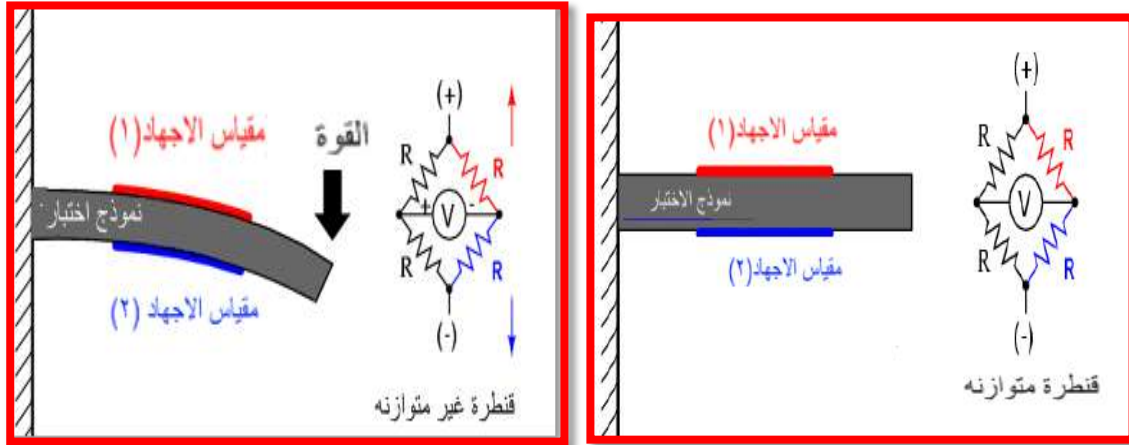 مقياس الاجهاد(١)
القوة
نموذج اختبار
مقياس الاجهاد (٢)
(+)
R
R
+
V
-
R
R
(-)
قنطرة غير متوازنه
مقياس الاجهاد(١)
نموذج الاختبار
مقياس الاجهاد(٢)
(+)
R
R
V
R
R
(-)
قنطرة متوازنه